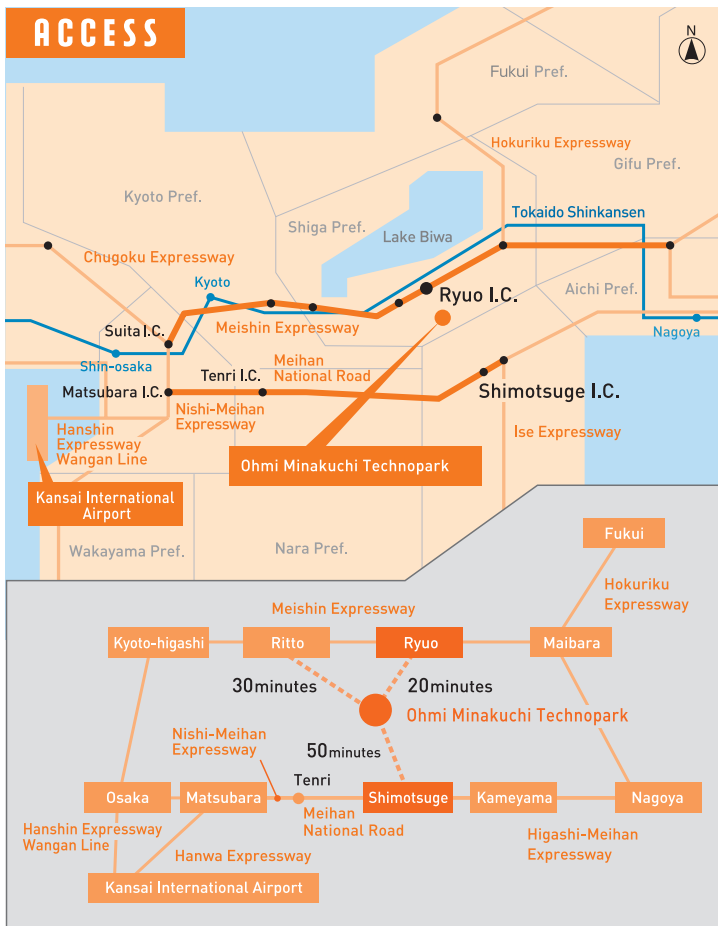 ACCESS
N
Fukui Pref.
Hokuriku Expressway
Gifu Pref.
Kyoto Pref.
Shiga Pref.
Tokaido Shinkansen
Lake Biwa
Chugoku Expressway
Kyoto
Aichi Pref.
Ryuo I.C.
Suita I.C.
Meishin Expressway
Nagoya
Shin-osaka
Meihan
National Road
Tenri I.C.
Matsubara I.C.
Shimotsuge I.C.
Nishi-Meihan
Expressway
Hanshin
Expressway
Wangan Line
Ise Expressway
Ohmi Minakuchi Technopark
Kansai International
Airport
Wakayama Pref.
Nara Pref.
Fukui
Hokuriku
Expressway
Meishin Expressway
Kyoto-higashi
Ritto
Ryuo
Maibara
30minutes
20minutes
Ohmi Minakuchi Technopark
Nishi-Meihan
Expressway
50minutes
Tenri
Osaka
Matsubara
Shimotsuge
Kameyama
Nagoya
Meihan
National Road
Hanshin Expressway
Wangan Line
Higashi-Meihan
Expressway
Hanwa Expressway
Kansai International Airport